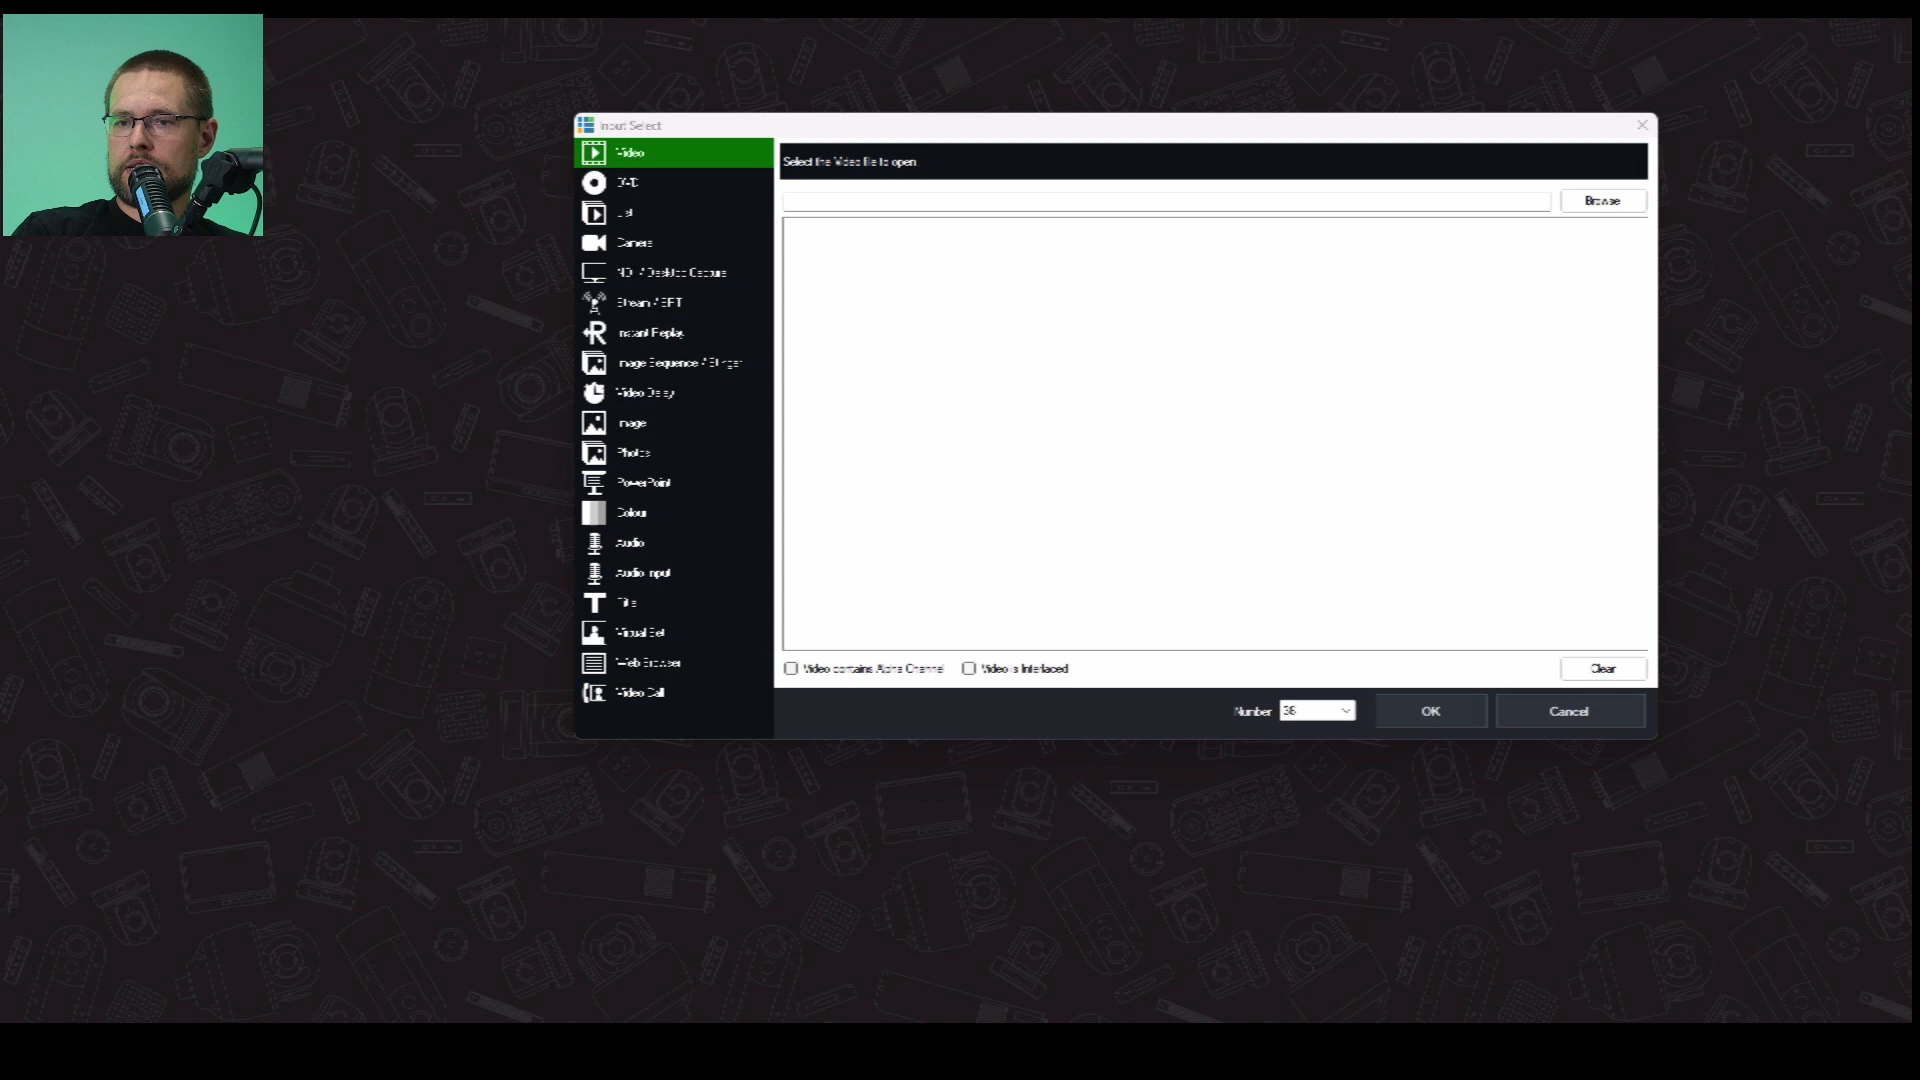 Input Select
Video
Select the Video file to open
DVD
Browse
List
Camera
NDI / Desktop Capture
Stream / SRT
Instant Replay
Image Sequence / Stinger
Video Delay
Image
Photos
PowerPoint
Colour
Audio
Audio Input
Title
Virtual Set
Web Browser
Video contains Alpha Channel
Video is Interlaced
Clear
Video Call
Number
OK
Cancel